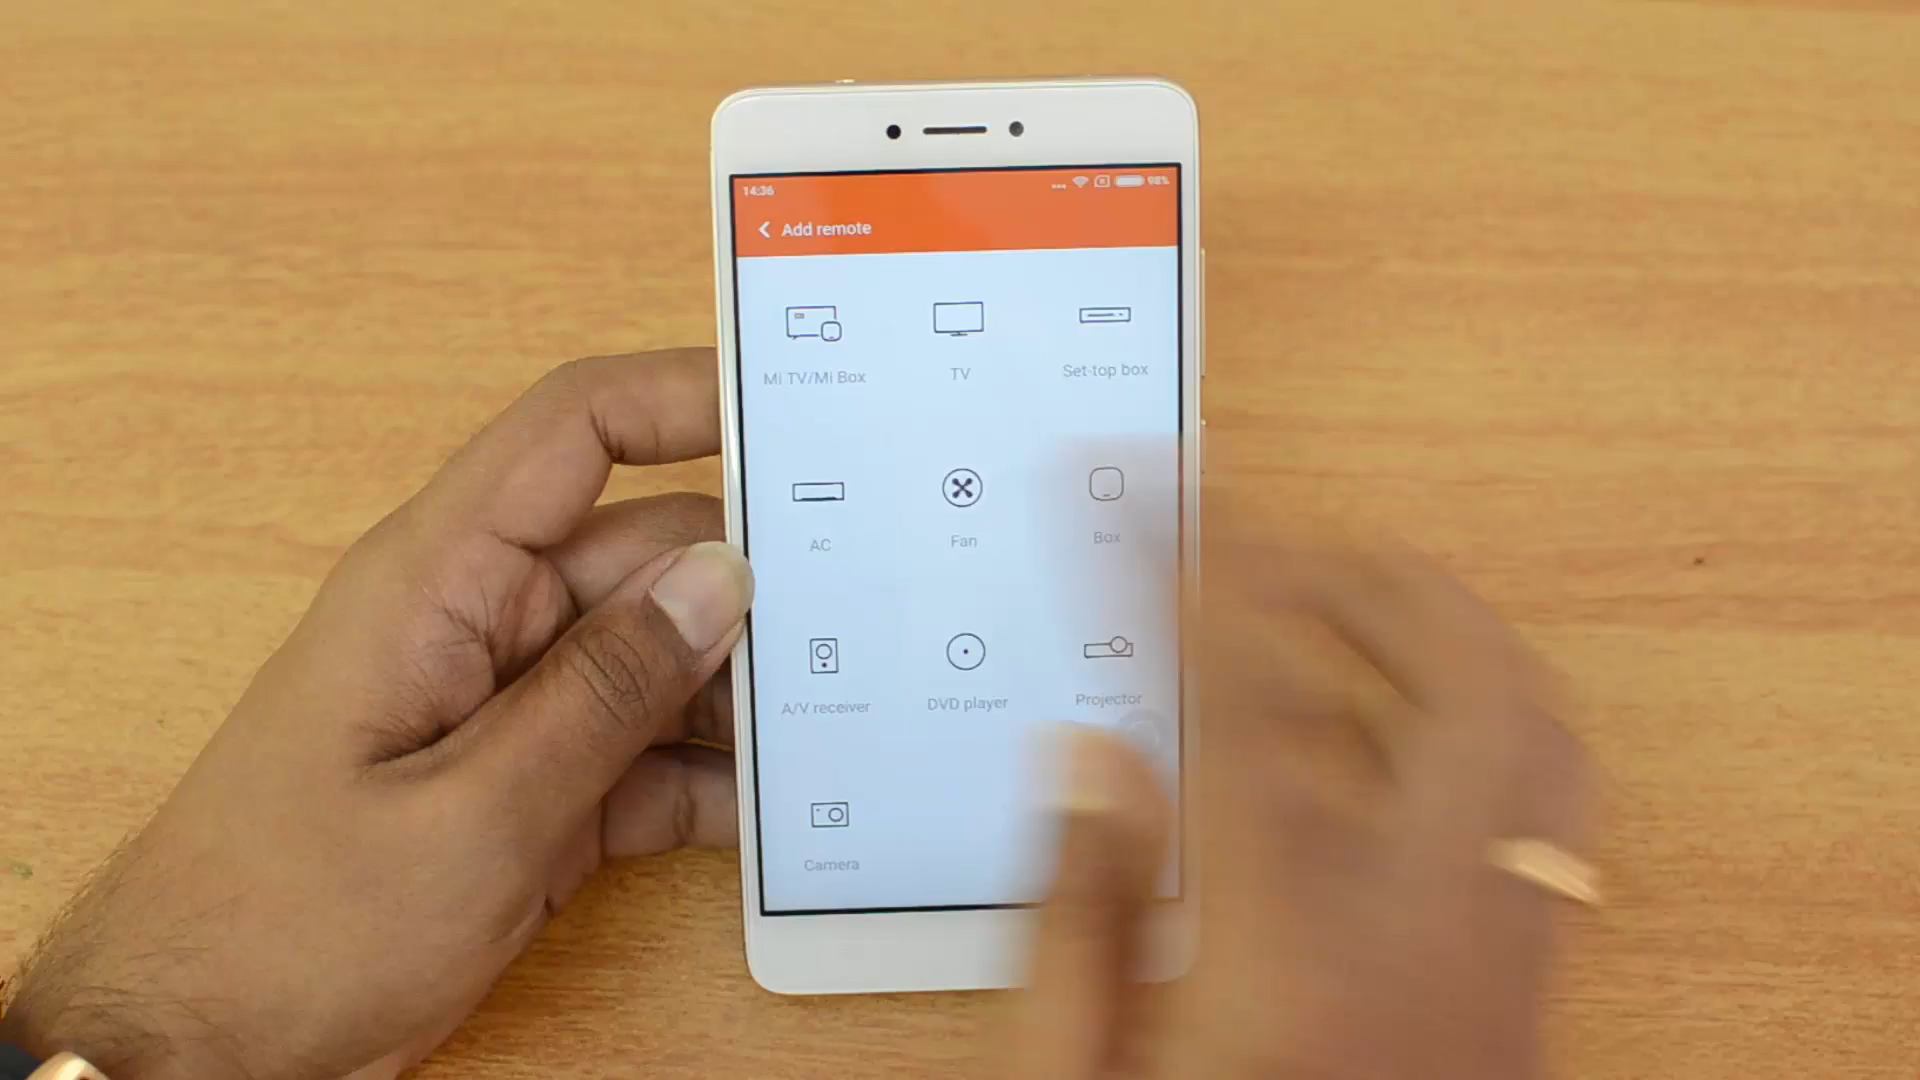 14:36 98%
Add remote
Mi TV/Mi Box TV Set-top box
AC Fan Box
A/V receiver DVD player Projector
Camera